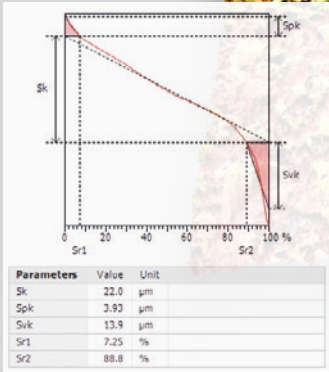 Spk
Sk
Svk
0 20 40 60 80 100 %
Sr1 Sr2
Parameters Value Unit
Sk 22.0 µm
Spk 3.93 µm
Svk 13.9 µm
Sr1 7.25 %
Sr2 88.8 %